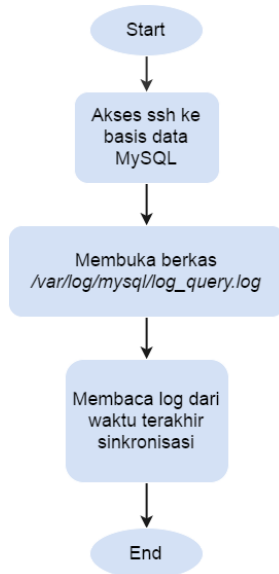 Start
Akses ssh ke
basis data
MySQL
Membuka berkas
/var/log/mysql/log_query.log
Membaca log dari
waktu terakhir
sinkronisasi
End